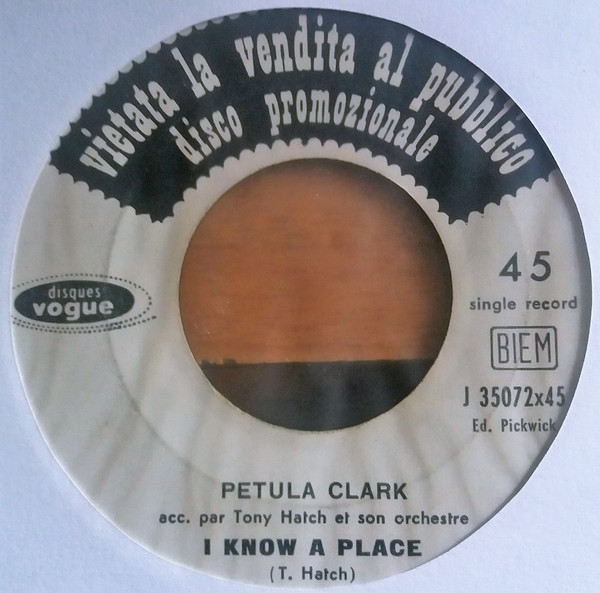 vietata la vendita al pubblico
disco promozionale
disques
vogue
45
single record
BIEM
J 35072x45
Ed. Pickwick
PETULA CLARK
acc. par Tony Hatch et son orchestre
I KNOW A PLACE
(T. Hatch)